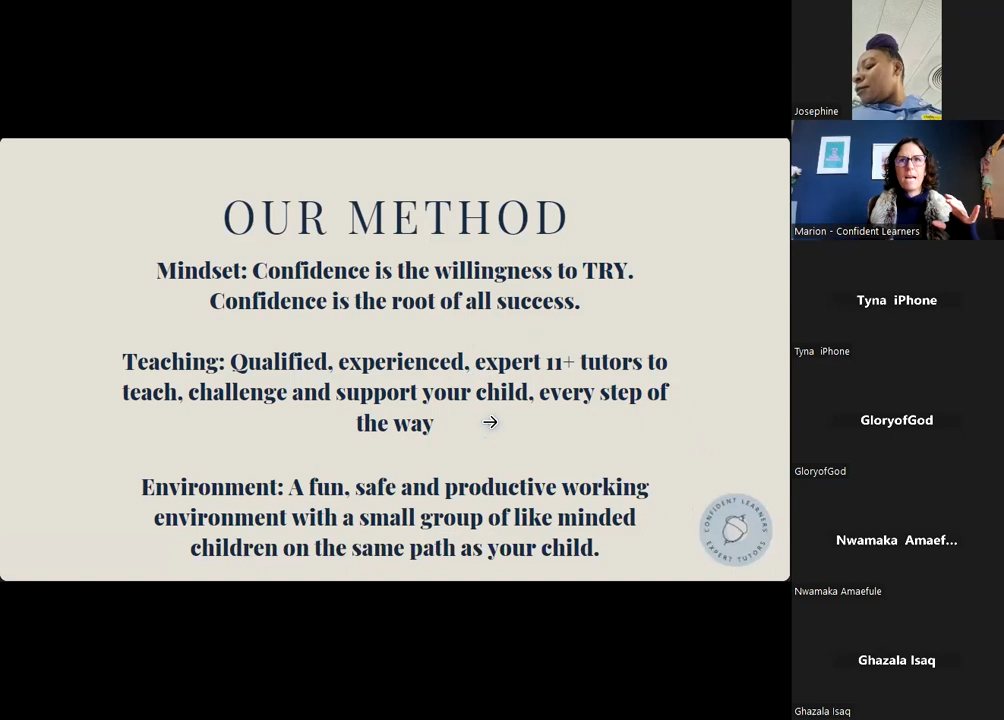 OUR METHOD
Mindset: Confidence is the willingness to TRY.
Confidence is the root of all success.
Teaching: Qualified, experienced, expert 11+ tutors to
teach, challenge and support your child, every step of
the way
Environment: A fun, safe and productive working
environment with a small group of like minded
children on the same path as your child.
CONFIDENT LEARNERS
EXPERT TUTORS
Josephine
Marion - Confident Learners
Tyna iPhone
Tyna iPhone
GloryofGod
GloryofGod
Nwamaka Amaef...
Nwamaka Amaefule
Ghazala Isaq
Ghazala Isaq